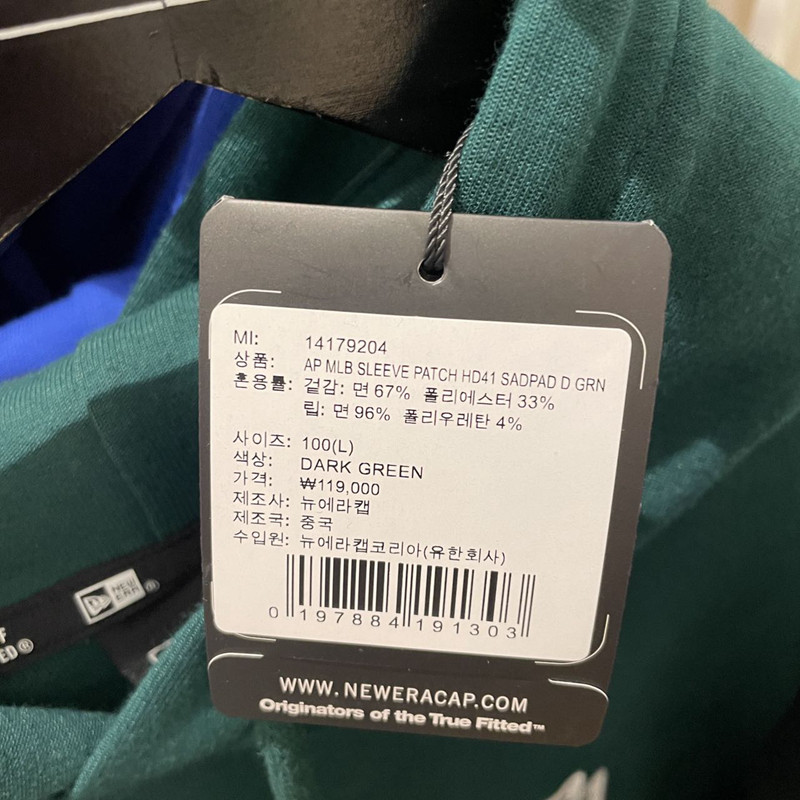 MI: 14179204
상품: AP MLB SLEEVE PATCH HD41 SADPAD D GRN
혼용률: 겉감: 면 67% 폴리에스터 33%
립: 면 96% 폴리우레탄 4%
사이즈: 100(L)
색상: DARK GREEN
가격: ₩119,000
제조사: 뉴에라캡
제조국: 중국
수입원: 뉴에라캡코리아(유한회사)
0 197884 191303
WWW.NEWERACAP.COM
Originators of the True Fitted™
NEW
ERA ®